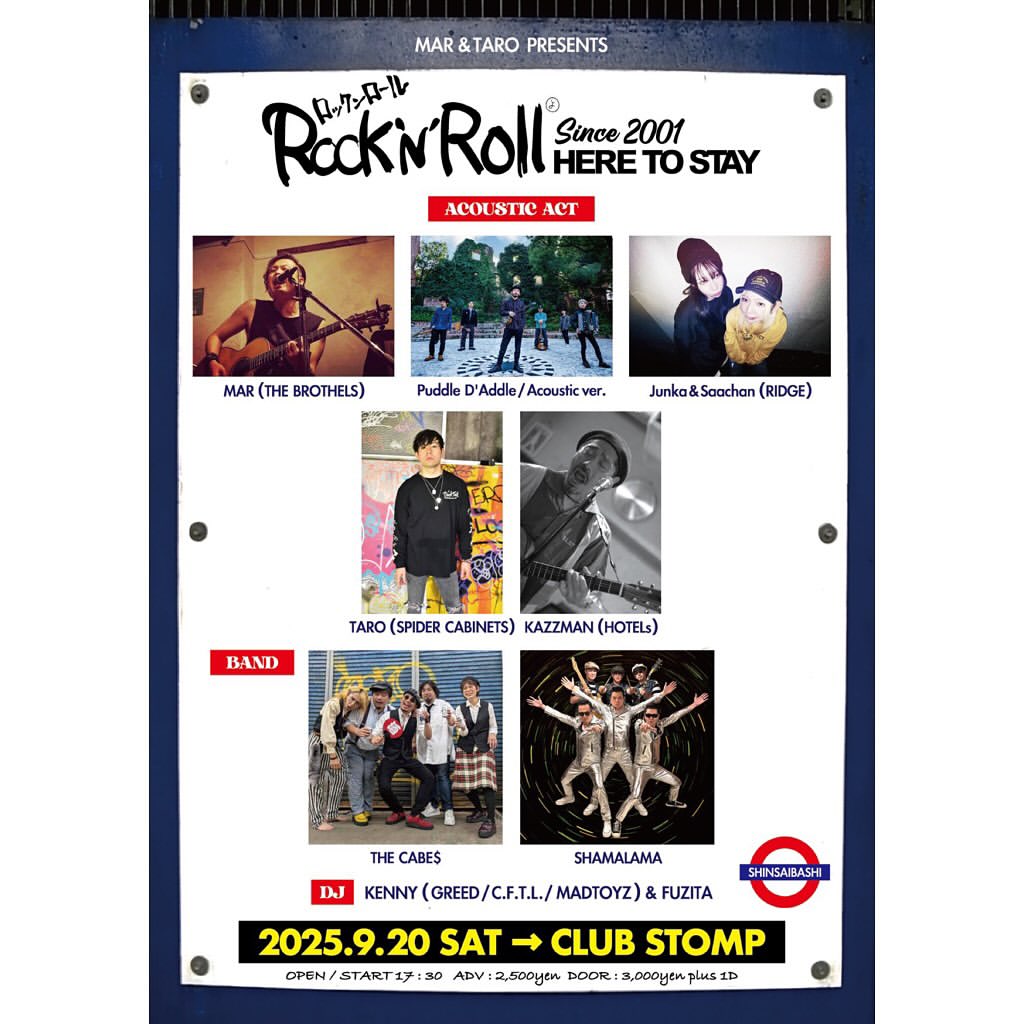 MAR & TARO PRESENTS
ロックンロール
Rock'n'Roll
よ
Since 2001
HERE TO STAY
ACOUSTIC ACT
MAR (THE BROTHELS)
Puddle D'Addle / Acoustic ver.
Junka & Saachan (RIDGE)
TARO (SPIDER CABINETS)
KAZZMAN (HOTELs)
BAND
THE CABE$
SHAMALAMA
SHINSAIBASHI
DJ KENNY ( GREED / C.F.T.L. / MADTOYZ ) & FUZITA
2025.9.20 SAT → CLUB STOMP
OPEN / START 17 : 30 ADV : 2,500yen DOOR : 3,000yen plus 1D